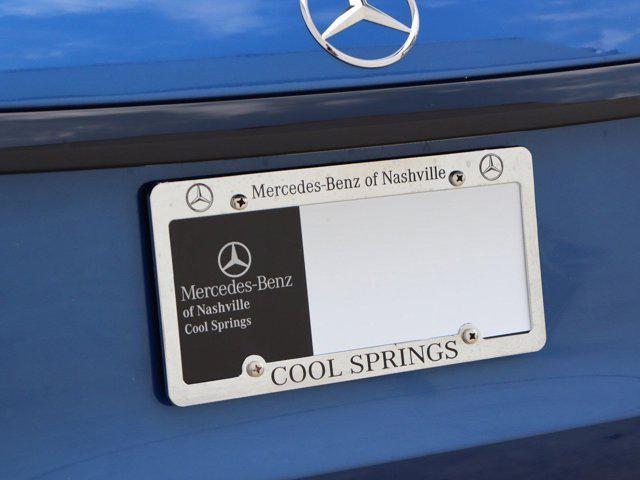 Mercedes-Benz of Nashville
Mercedes-Benz
of Nashville
Cool Springs
COOL SPRINGS